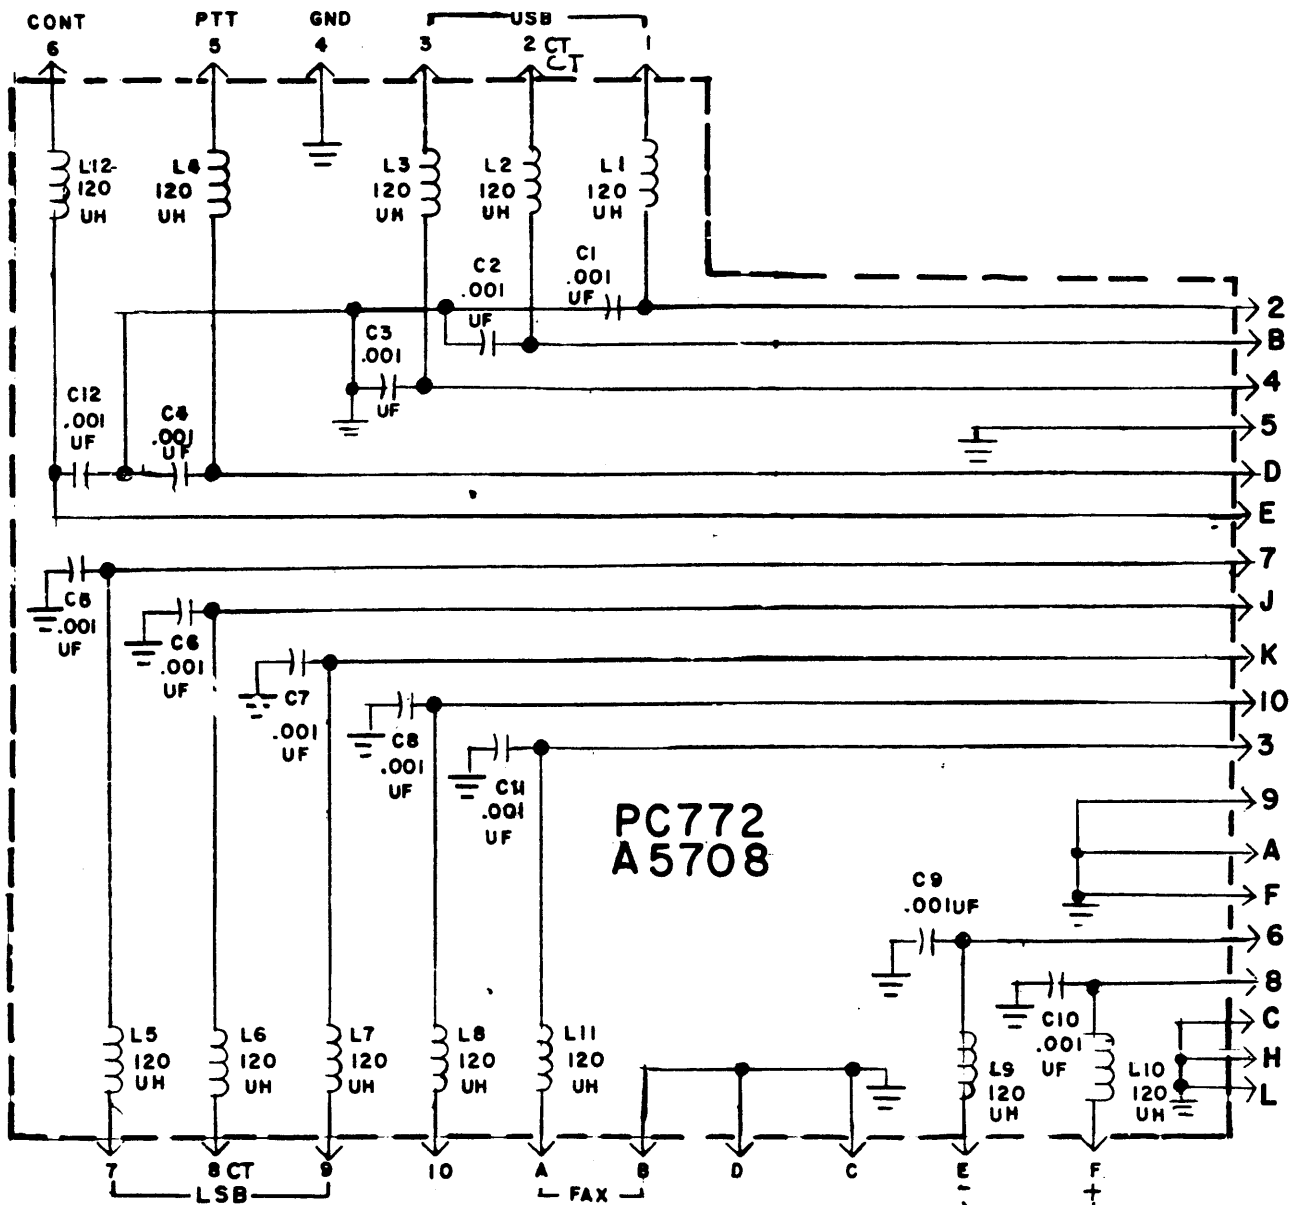 CONT PTT GND USB
6 5 4 3 2 CT 1
CT
L12 L4 L3 L2 L1
120 120 120 120 120
UH UH UH UH UH
C1
.001
UF
C2
.001
UF
2
C3
.001
UF
B
4
C12
.001
UF
C4
.001
UF
5
D
E
7
C5
.001
UF
J
C6
.001
UF
K
C7
.001
UF
10
C8
.001
UF
3
C11
.001
UF
PC772
A5708
9
A
F
C9
.001UF
6
8
C10
.001
UF
C
H
L
L5 L6 L7 L8 L11 L9 L10
120 120 120 120 120 120 120
UH UH UH UH UH UH UH
7 8 CT 9 10 A B D C E F
LSB FAX - +